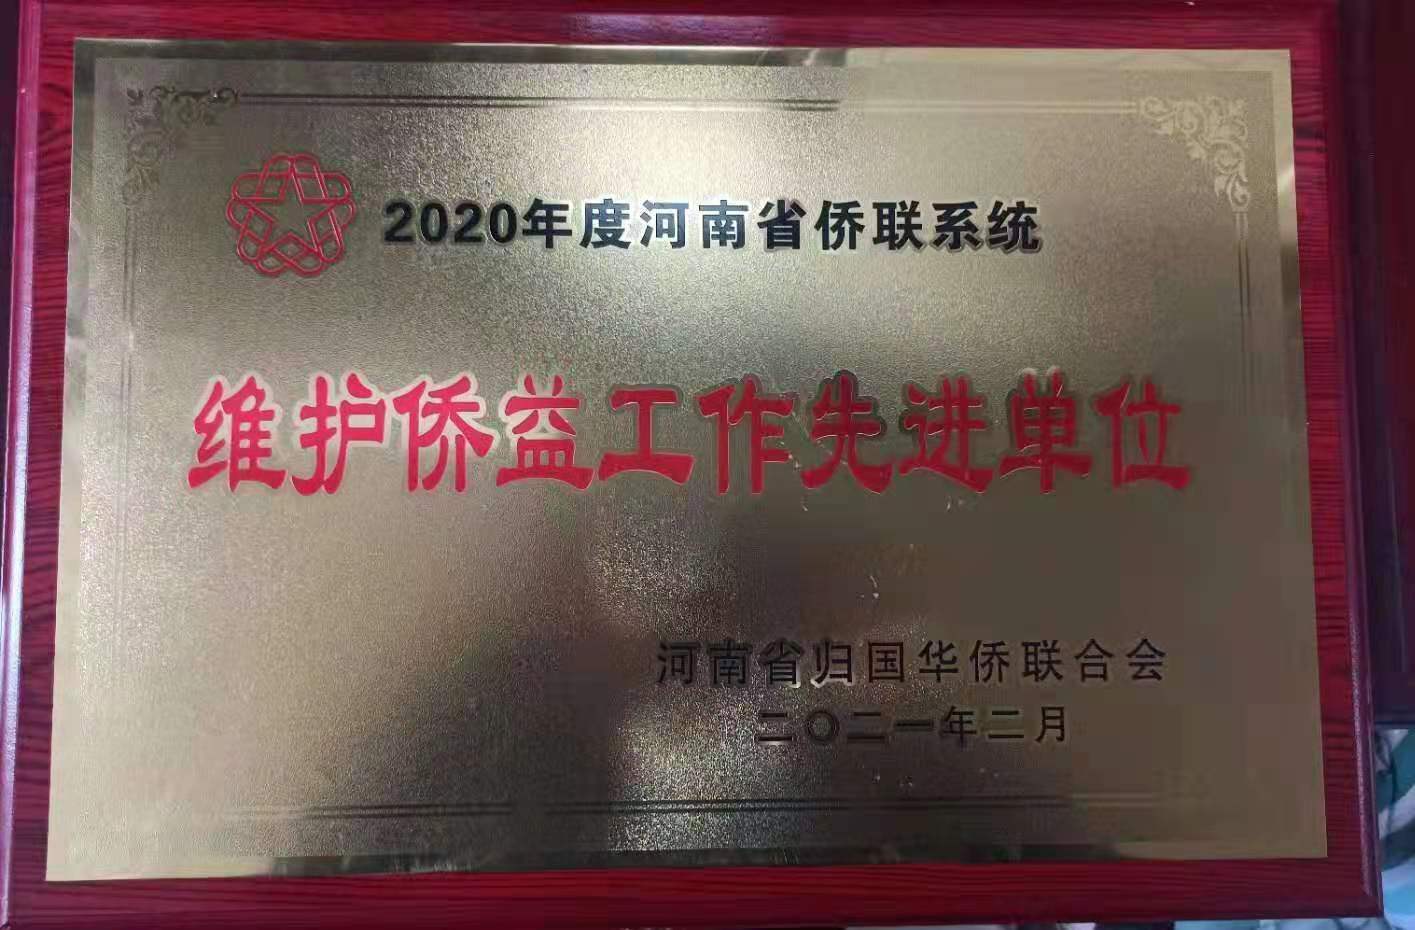 2020年度河南省侨联系统
维护侨益工作先进单位
河南省归国华侨联合会
二〇二一年二月